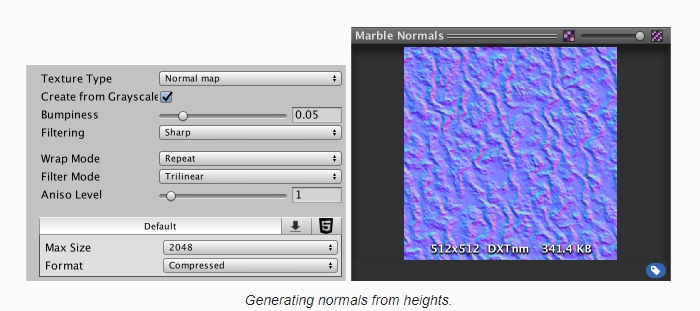 Marble Normals
Texture Type Normal map
Create from Grayscale
Bumpiness 0.05
Filtering Sharp
Wrap Mode Repeat
Filter Mode Trilinear
Aniso Level 1
Default
Max Size 2048
Format Compressed
512x512 DXTnm 341.4 KB
Generating normals from heights.